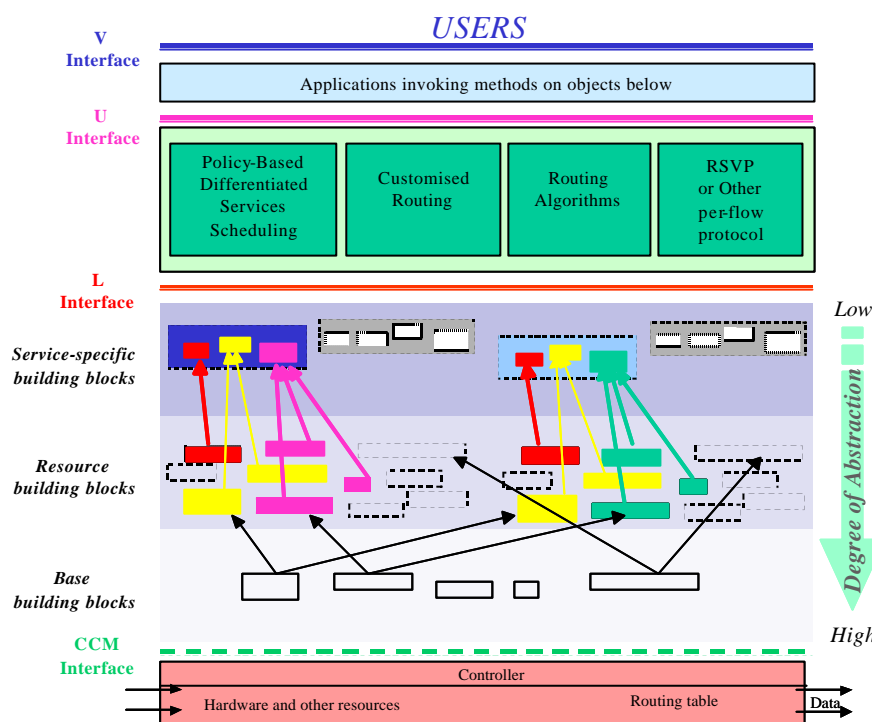 USERS
V
Interface
Applications invoking methods on objects below
U
Interface
Policy-Based
Differentiated
Services
Scheduling
Customised
Routing
Routing
Algorithms
RSVP
or Other
per-flow
protocol
L
Interface
Low
Service-specific
building blocks
Degree of Abstraction
Resource
building blocks
Base
building blocks
High
CCM
Interface
Controller
Hardware and other resources
Routing table
Data